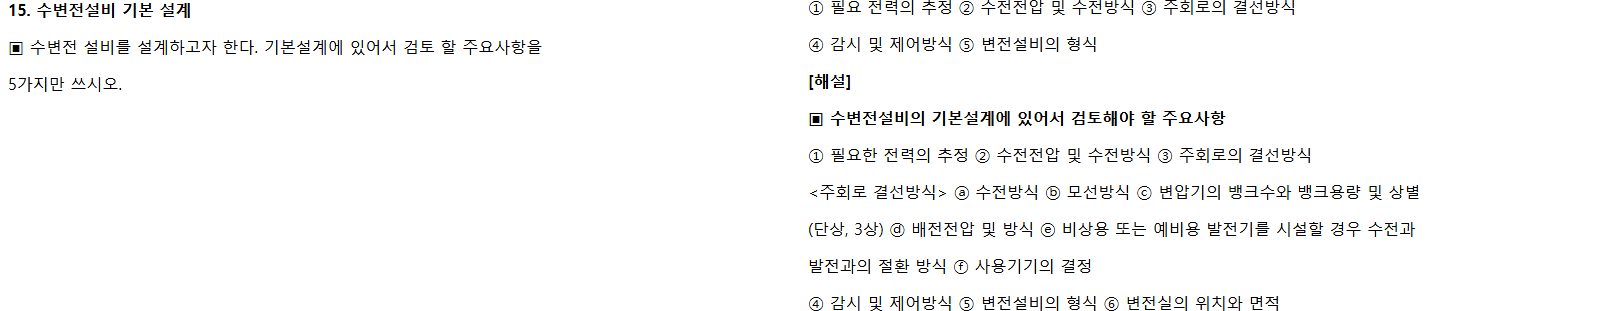 15. 수변전설비 기본 설계
▣ 수변전 설비를 설계하고자 한다. 기본설계에 있어서 검토 할 주요사항을
5가지만 쓰시오.
① 필요 전력의 추정 ② 수전전압 및 수전방식 ③ 주회로의 결선방식
④ 감시 및 제어방식 ⑤ 변전설비의 형식
[해설]
▣ 수변전설비의 기본설계에 있어서 검토해야 할 주요사항
① 필요한 전력의 추정 ② 수전전압 및 수전방식 ③ 주회로의 결선방식
<주회로 결선방식> ⓐ 수전방식 ⓑ 모선방식 ⓒ 변압기의 뱅크수와 뱅크용량 및 상별
(단상, 3상) ⓓ 배전전압 및 방식 ⓔ 비상용 또는 예비용 발전기를 시설할 경우 수전과
발전과의 절환 방식 ⓕ 사용기기의 결정
④ 감시 및 제어방식 ⑤ 변전설비의 형식 ⑥ 변전실의 위치와 면적